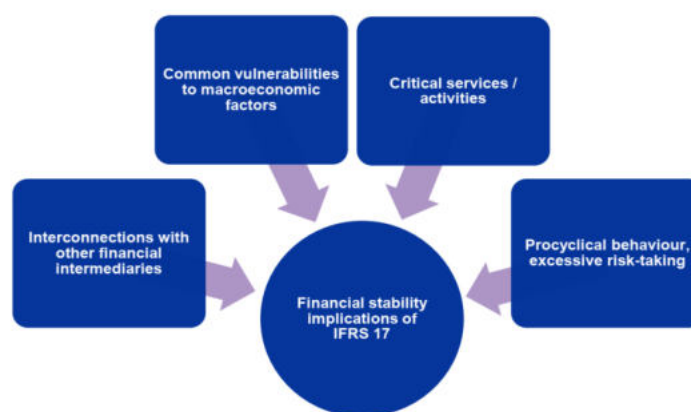 Common vulnerabilities
to macroeconomic
factors
Critical services /
activities
Interconnections with
other financial
intermediaries
Procyclical behaviour,
excessive risk-taking
Financial stability
implications of
IFRS 17